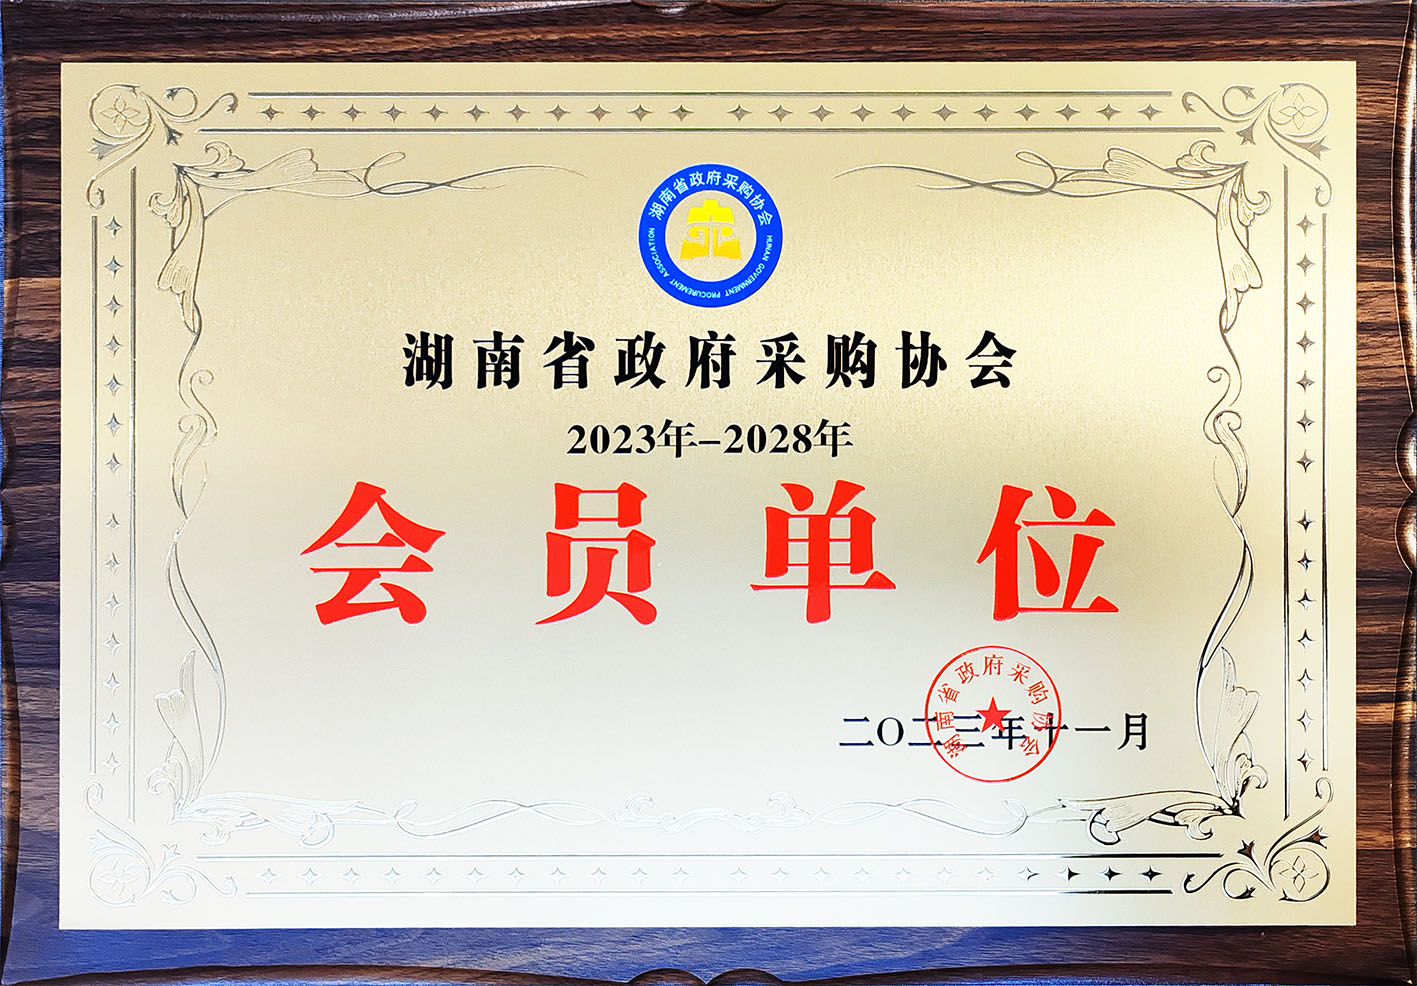 湖南省政府采购协会
HUNAN GOVERNMENT PROCUREMENT ASSOCIATION
湖南省政府采购协会
2023年-2028年
会员单位
湖南省政府采购协会
二〇二三年十一月